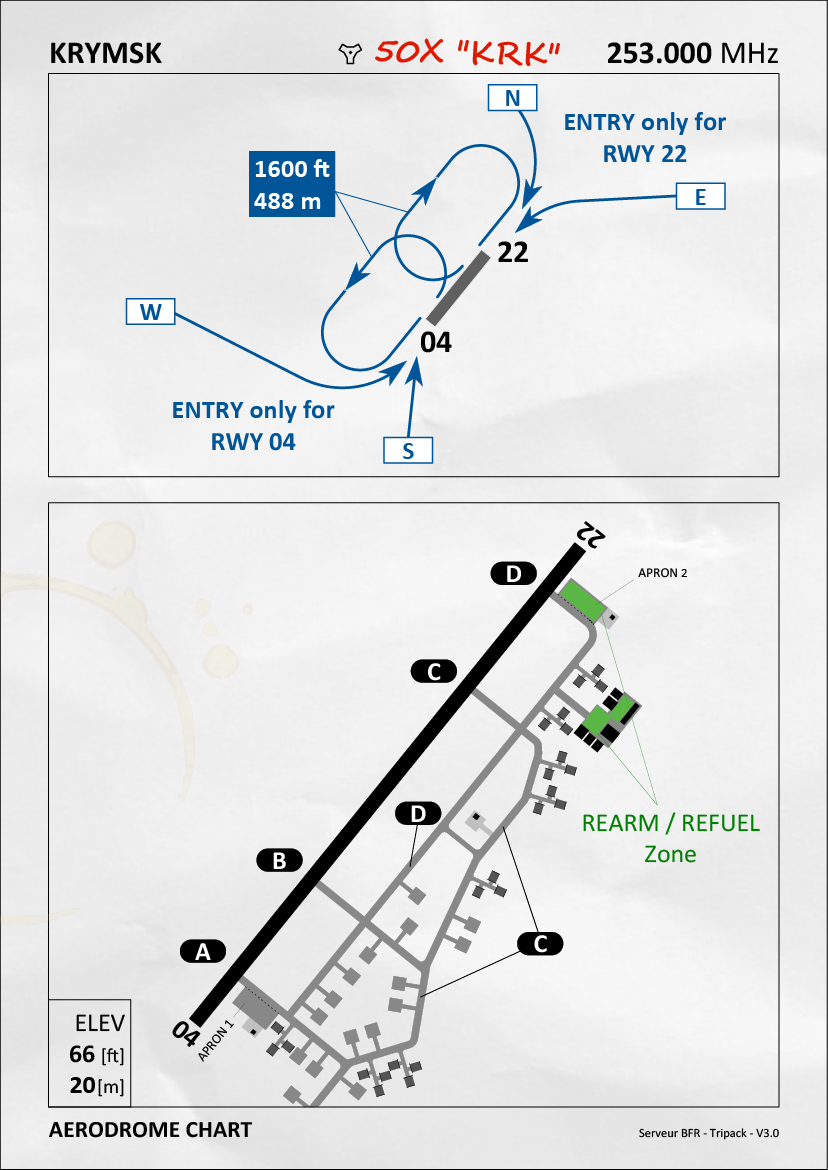 KRYMSK
50X "KRK"
253.000 MHz
N
ENTRY only for
RWY 22
1600 ft
488 m
E
22
W
04
ENTRY only for
RWY 04
S
22
D
APRON 2
C
D
REARM / REFUEL
Zone
B
A
C
04
APRON 1
ELEV
66 [ft]
20[m]
AERODROME CHART
Serveur BFR - Tripack - V3.0